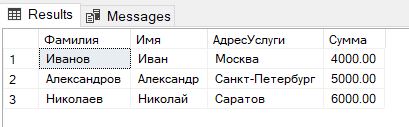 Results Messages
Фамилия Имя АдресУслуги Сумма
1 Иванов Иван Москва 4000.00
2 Александров Александр Санкт-Петербург 5000.00
3 Николаев Николай Саратов 6000.00